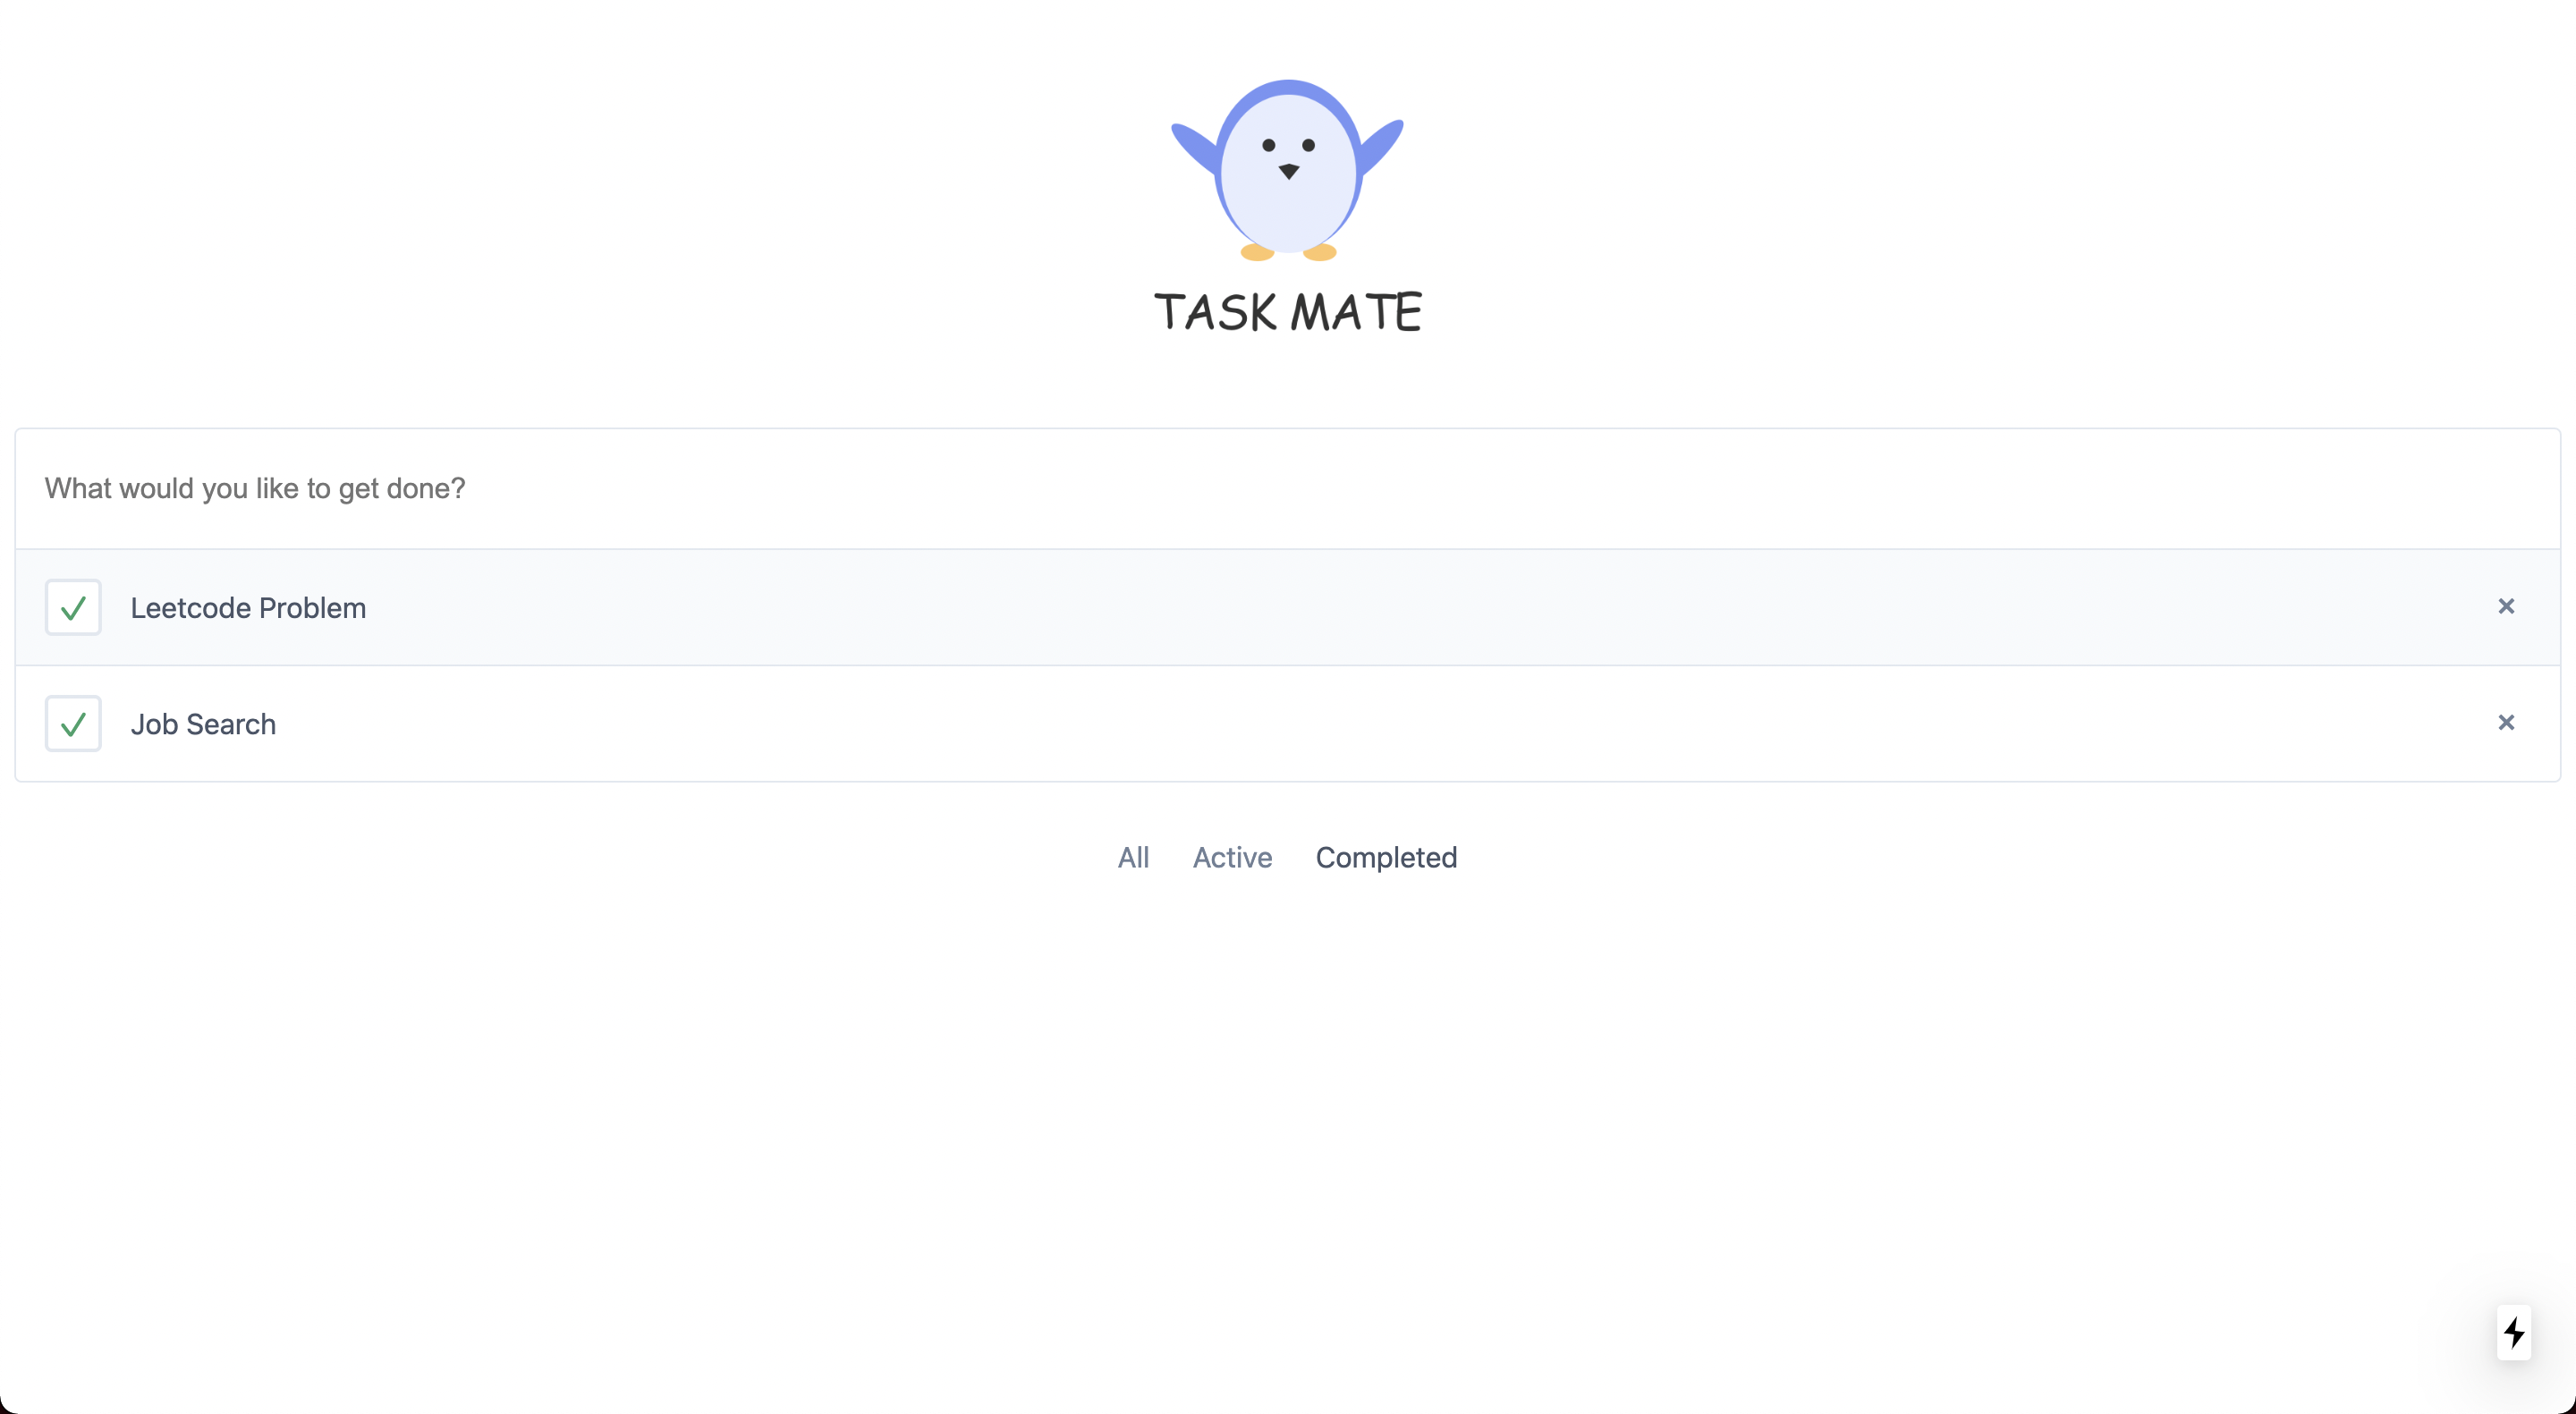 TASK MATE
What would you like to get done?
Leetcode Problem
Job Search
All Active Completed